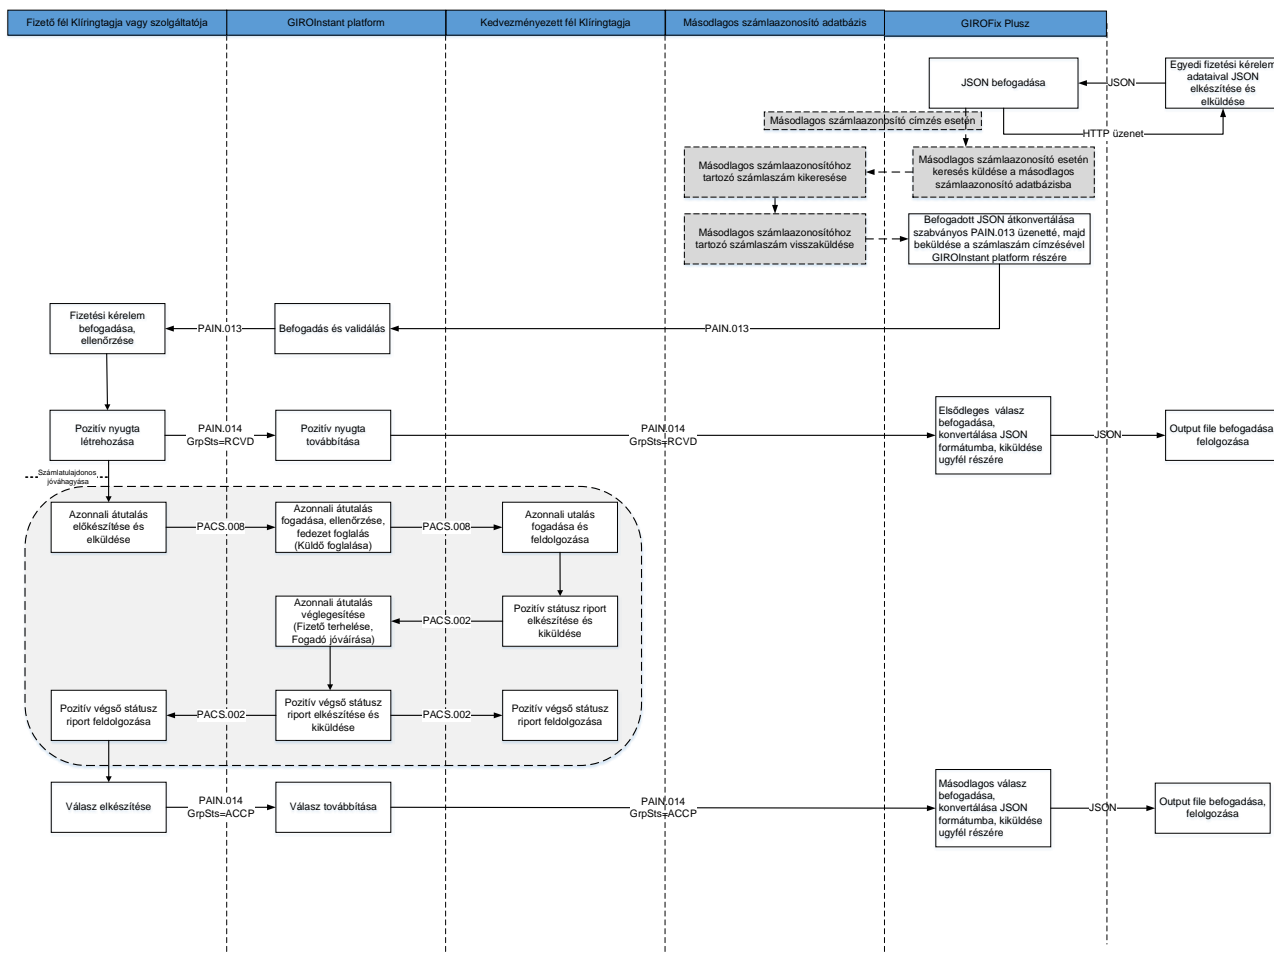 Fizető fél Klíringtagja vagy szolgáltatója
GIROInstant platform
Kedvezményezett fél Klíringtagja
Másodlagos számlaazonosító adatbázis
GIROFix Plusz
JSON befogadása
JSON
Egyedi fizetési kérelem
adataival JSON
elkészítése és
elküldése
Másodlagos számlaazonosító címzés esetén
HTTP üzenet
Másodlagos számlaazonosítóhoz
tartozó számlaszám kikeresése
Másodlagos számlaazonosító esetén
keresés küldése a másodlagos
számlaazonosító adatbázisba
Másodlagos számlaazonosítóhoz
tartozó számlaszám visszaküldése
Befogadott JSON átkonvertálása
szabványos PAIN.013 üzenetté, majd
beküldése a számlaszám címzésével
GIROInstant platform részére
Fizetési kérelem
befogadása,
ellenőrzése
PAIN.013
Befogadás és validálás
PAIN.013
Pozitív nyugta
létrehozása
PAIN.014
GrpSts=RCVD
Pozitív nyugta
továbbítása
PAIN.014
GrpSts=RCVD
Elsődleges válasz
befogadása,
konvertálása JSON
formátumba, kiküldése
ugyfél részére
JSON
Output file befogadása
felolgozása
Számlatulajdonos
jóváhagyása
Azonnali átutalás
előkészítése és
elküldése
PACS.008
Azonnali átutalás
fogadása, ellenőrzése,
fedezet foglalás
(Küldő foglalása)
PACS.008
Azonnali utalás
fogadása és
feldolgozása
Azonnali átutalás
véglegesítése
(Fizető terhelése,
Fogadó jóváírása)
PACS.002
Pozitív státusz riport
elkészítése és
kiküldése
Pozitív végső státusz
riport feldolgozása
PACS.002
Pozitív végső státusz
riport elkészítése és
kiküldése
PACS.002
Pozitív végső státusz
riport feldolgozása
Válasz elkészítése
PAIN.014
GrpSts=ACCP
Válasz továbbítása
PAIN.014
GrpSts=ACCP
Másodlagos válasz
befogadása,
konvertálása JSON
formátumba, kiküldése
ugyfél részére
JSON
Output file befogadása,
felolgozása